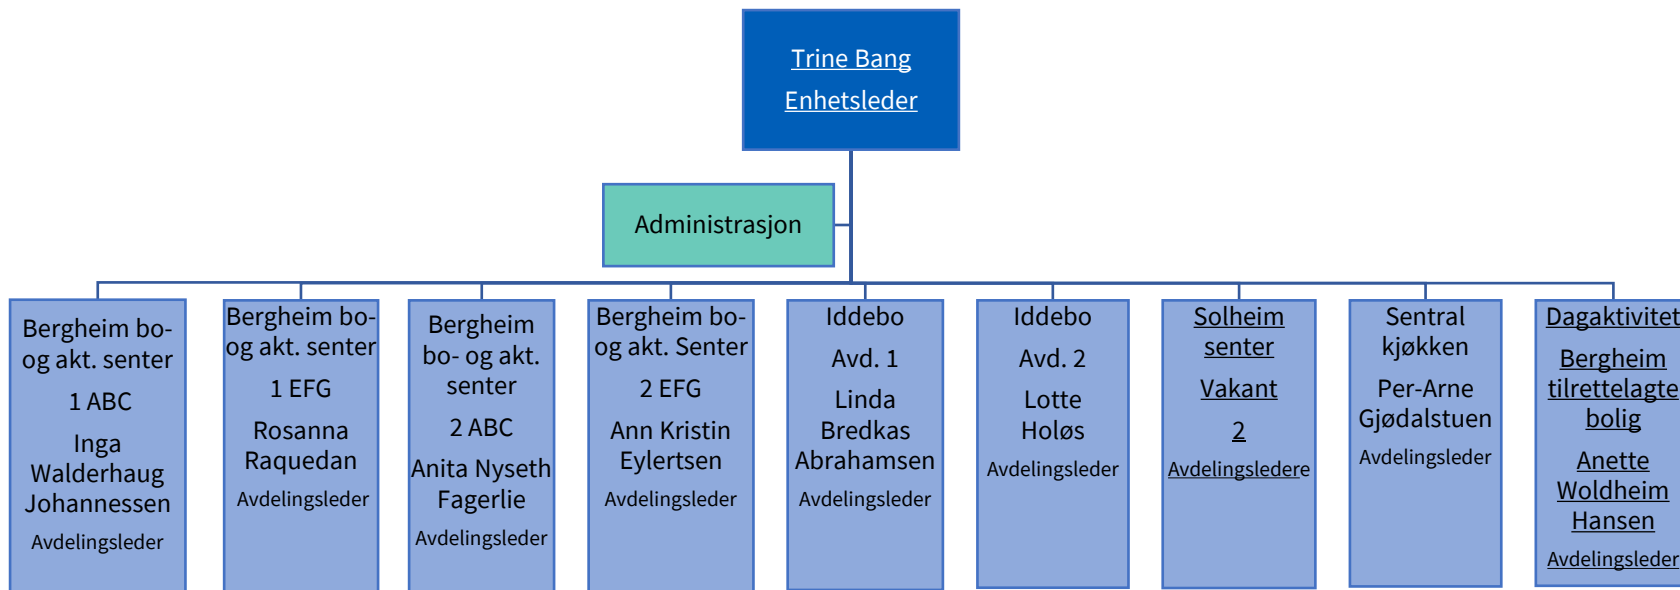 Trine Bang
Enhetsleder
Administrasjon
Bergheim bo-
og akt. senter
1 ABC
Inga
Walderhaug
Johannessen
Avdelingsleder
Bergheim bo-
og akt. senter
1 EFG
Rosanna
Raquedan
Avdelingsleder
Bergheim
bo- og akt.
senter
2 ABC
Anita Nyseth
Fagerlie
Avdelingsleder
Bergheim bo-
og akt. Senter
2 EFG
Ann Kristin
Eylertsen
Avdelingsleder
Iddebo
Avd. 1
Linda
Bredkas
Abrahamsen
Avdelingsleder
Iddebo
Avd. 2
Lotte
Holøs
Avdelingsleder
Solheim
senter
Vakant
2
Avdelingsledere
Sentral
kjøkken
Per-Arne
Gjødalstuen
Avdelingsleder
Dagaktivitet
Bergheim
tilrettelagte
bolig
Anette
Woldheim
Hansen
Avdelingsleder